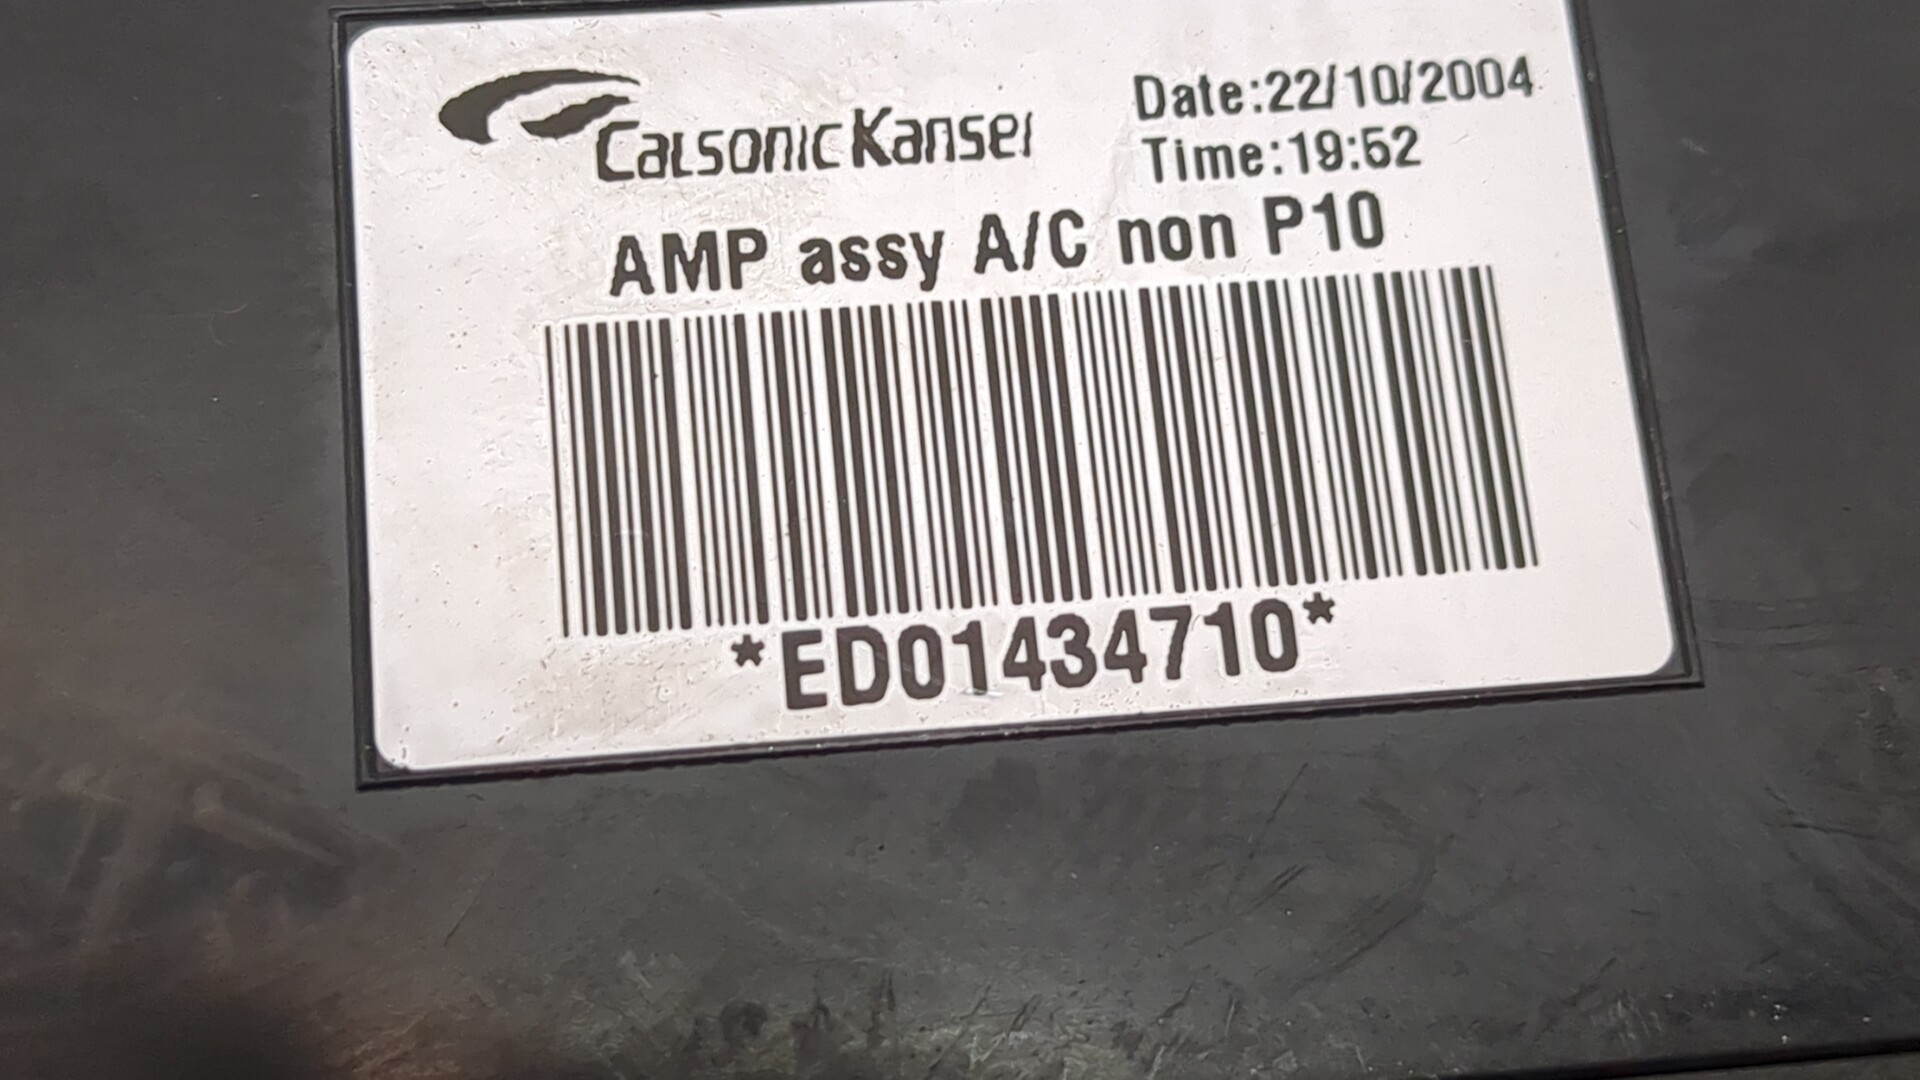 CalsonicKansei
Date:22/10/2004
Time:19:52
AMP assy A/C non P10
*ED01434710*